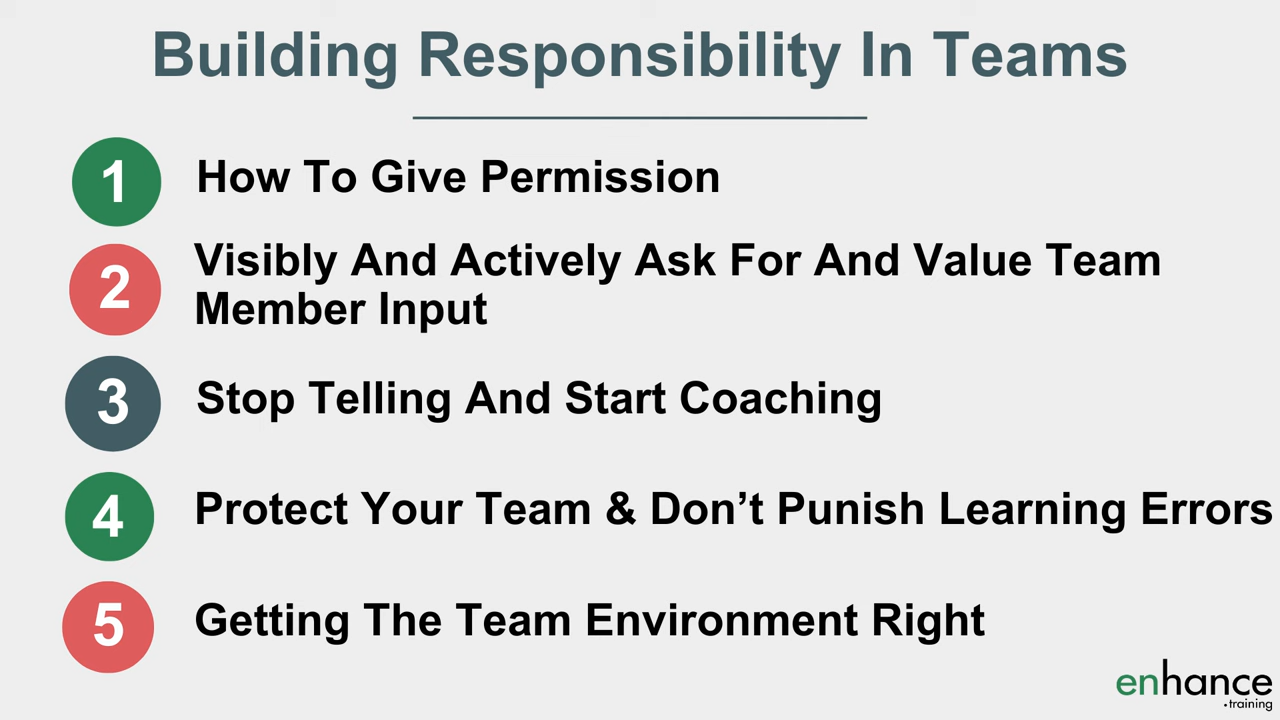 Building Responsibility In Teams
1 How To Give Permission
2 Visibly And Actively Ask For And Value Team
Member Input
3 Stop Telling And Start Coaching
4 Protect Your Team & Don’t Punish Learning Errors
5 Getting The Team Environment Right
enhance
.training